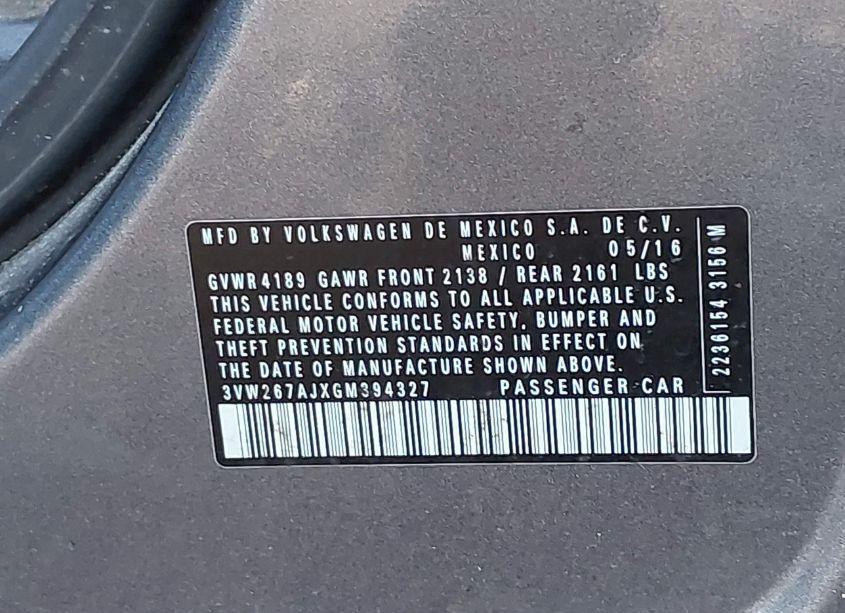 MFD BY VOLKSWAGEN DE MEXICO S.A. DE C.V.
MEXICO 05/16
GVWR 4189 GAWR FRONT 2138 / REAR 2161 LBS
THIS VEHICLE CONFORMS TO ALL APPLICABLE U.S.
FEDERAL MOTOR VEHICLE SAFETY, BUMPER AND
THEFT PREVENTION STANDARDS IN EFFECT ON
THE DATE OF MANUFACTURE SHOWN ABOVE.
3VW267AJXGM394327 PASSENGER CAR
2236154 3156 M